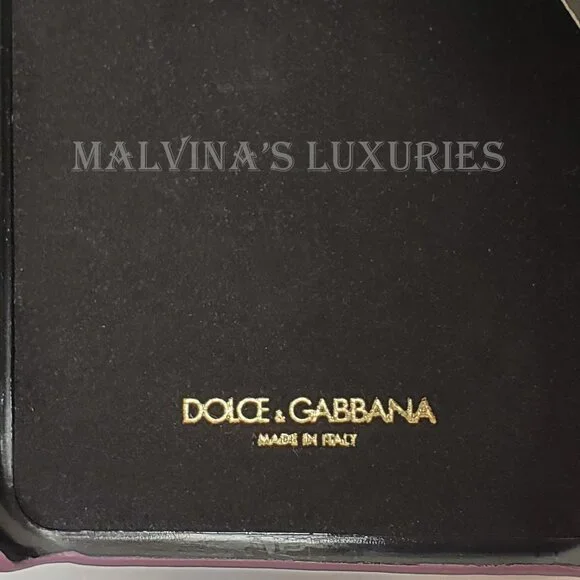 MALVINA'S LUXURIES
DOLCE & GABBANA
MADE IN ITALY